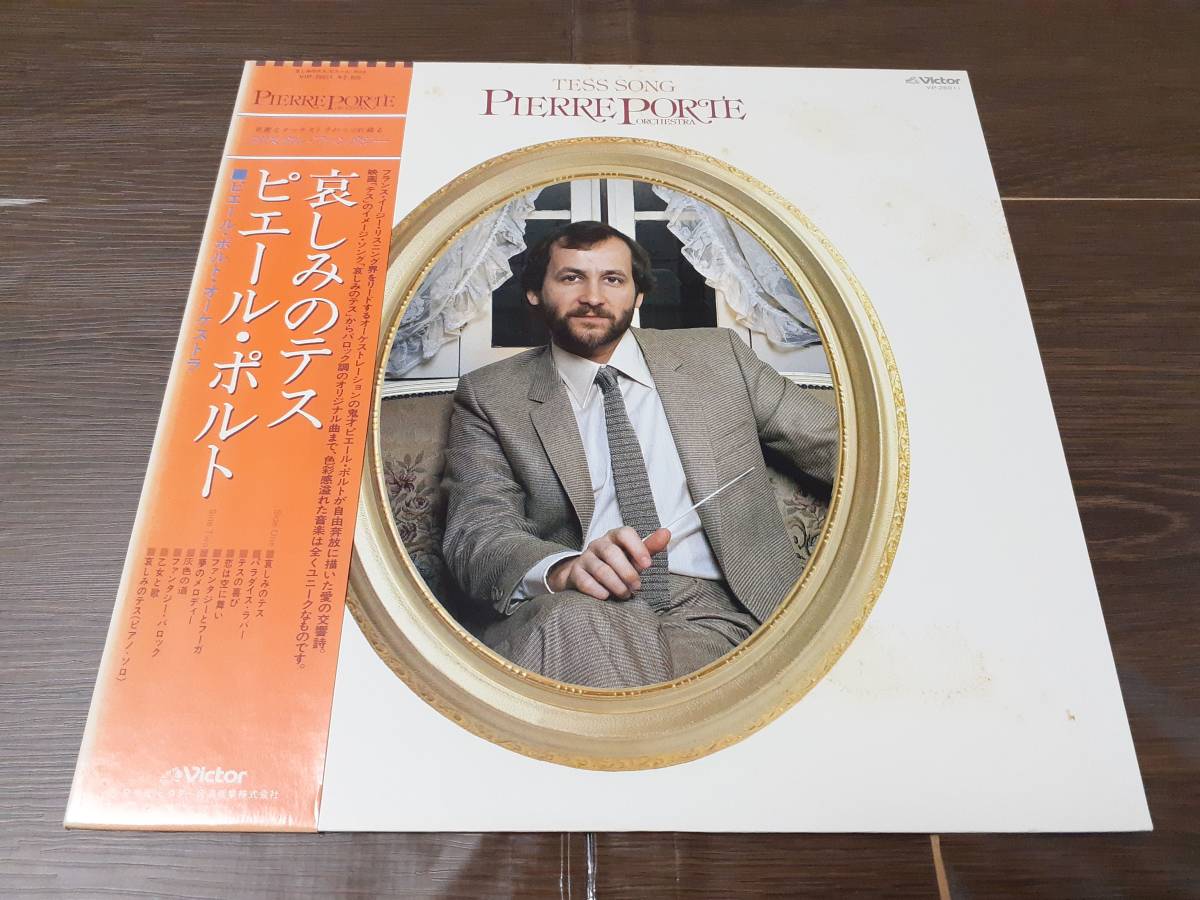 TESS SONG
PIERRE PORTE
ORCHESTRA
Victor
PIERRE PORTE
哀しみのテス
ピエール・ポルト
■ピエール・ポルト・オーケストラ
フランス・イージー・リスニング界をリードするオーケストレーションの鬼才ピエール・ポルトが自由奔放に描いた愛の交響詩。
映画「テス」のイメージ・ソング、「哀しみのテス」からバロック調のオリジナル曲まで、色彩感溢れた音楽は全くユニークなものです。
Side One ■哀しみのテス
■パラダイス・ラバー
■テスの喜び
■恋は空に舞い
■ファンタジーとフーガ
Side Two ■夢のメロディー
■灰色の道
■ファンタジー・バロック
■乙女と歌
■哀しみのテス〈ピアノ・ソロ〉
Victor